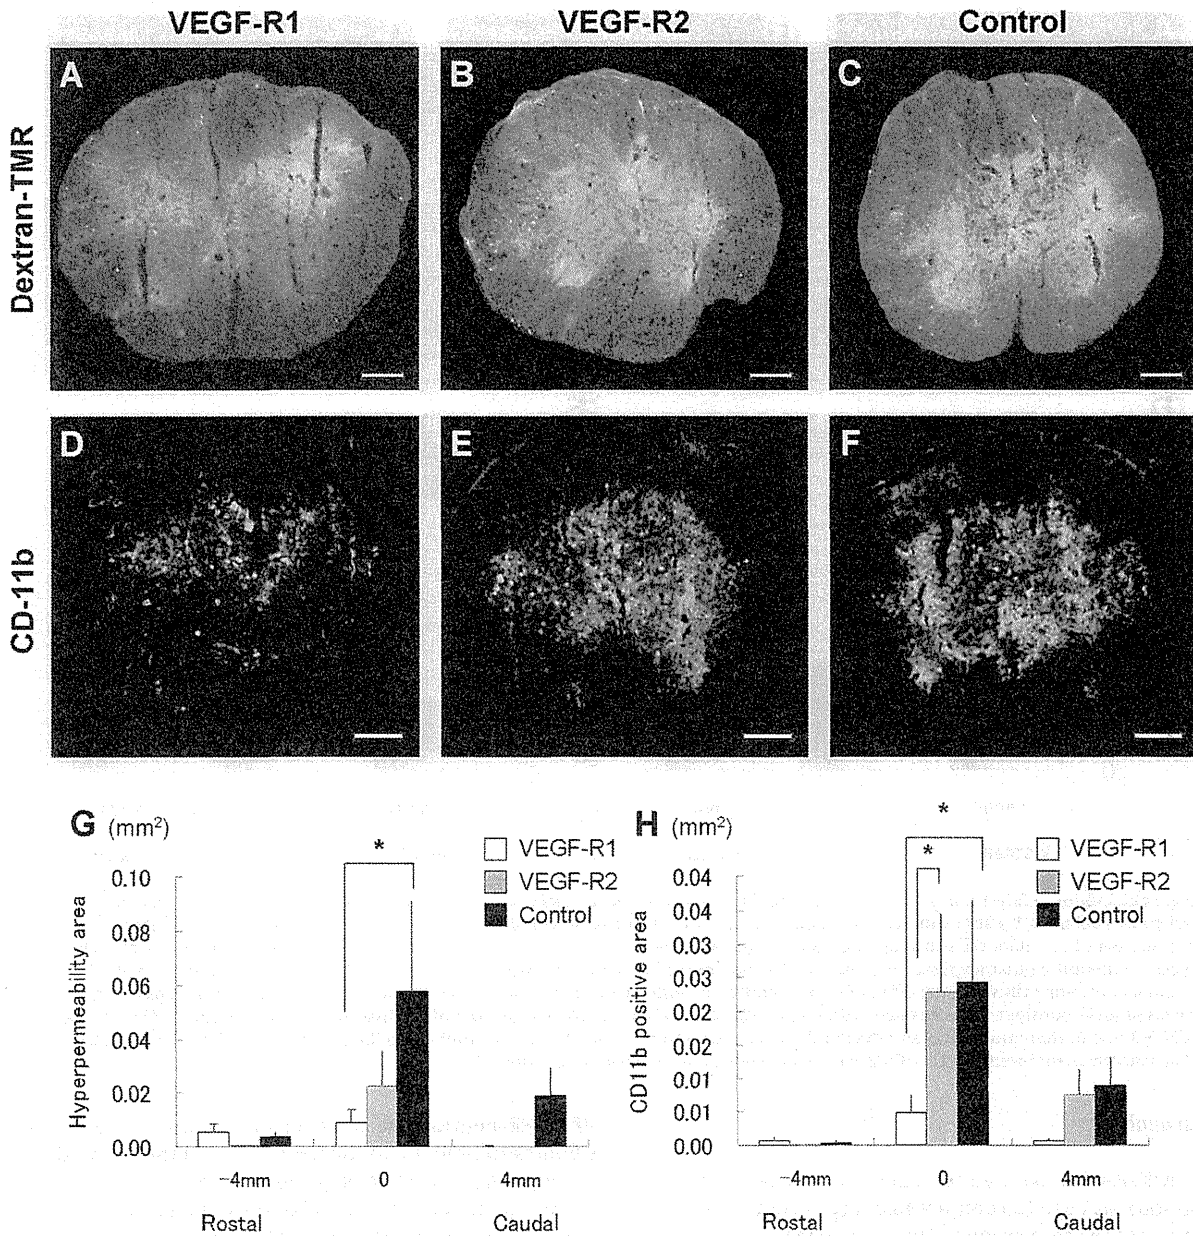 VEGF-R1 VEGF-R2 Control
Dextran-TMR
A B C
CD-11b
D E F
G (mm²)
*
VEGF-R1
VEGF-R2
Control
Hyperpermeability area
0.10
0.08
0.06
0.04
0.02
0.00
-4mm 0 4mm
Rostal Caudal
H (mm²)
*
*
VEGF-R1
VEGF-R2
Control
CD11b positive area
0.04
0.04
0.03
0.03
0.02
0.02
0.01
0.01
0.00
-4mm 0 4mm
Rostal Caudal